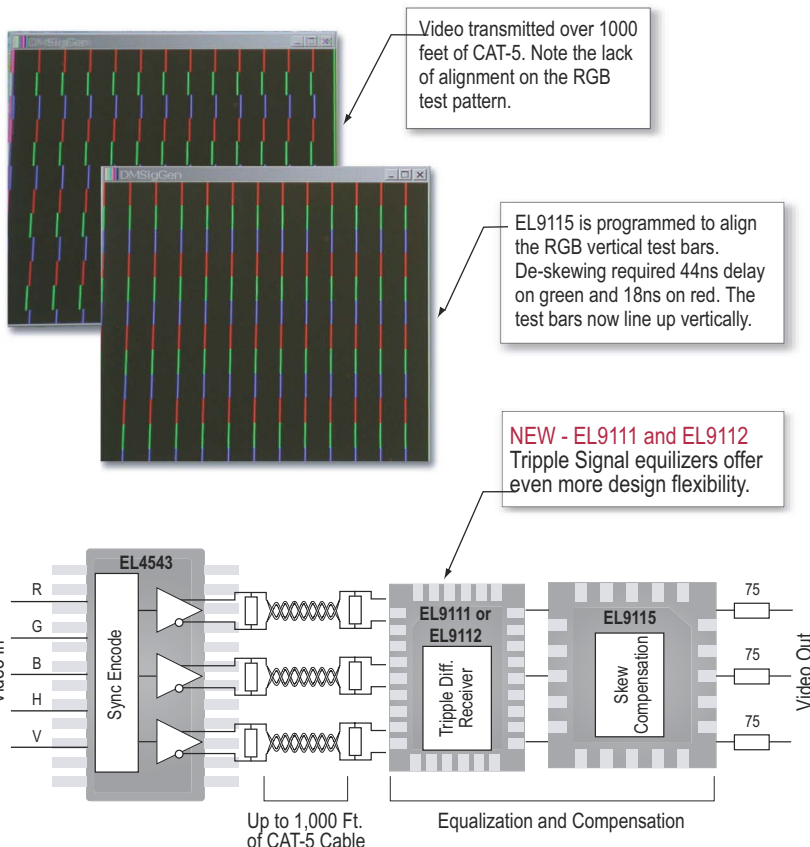 DMSigGen
Video transmitted over 1000
feet of CAT-5. Note the lack
of alignment on the RGB
test pattern.
DMSigGen
EL9115 is programmed to align
the RGB vertical test bars.
De-skewing required 44ns delay
on green and 18ns on red. The
test bars now line up vertically.
NEW - EL9111 and EL9112
Tripple Signal equilizers offer
even more design flexibility.
Video In
R
G
B
H
V
EL4543
Sync Encode
EL9111 or
EL9112
Tripple Diff.
Receiver
EL9115
Skew
Compensation
75
75
75
Video Out
Up to 1,000 Ft.
of CAT-5 Cable
Equalization and Compensation